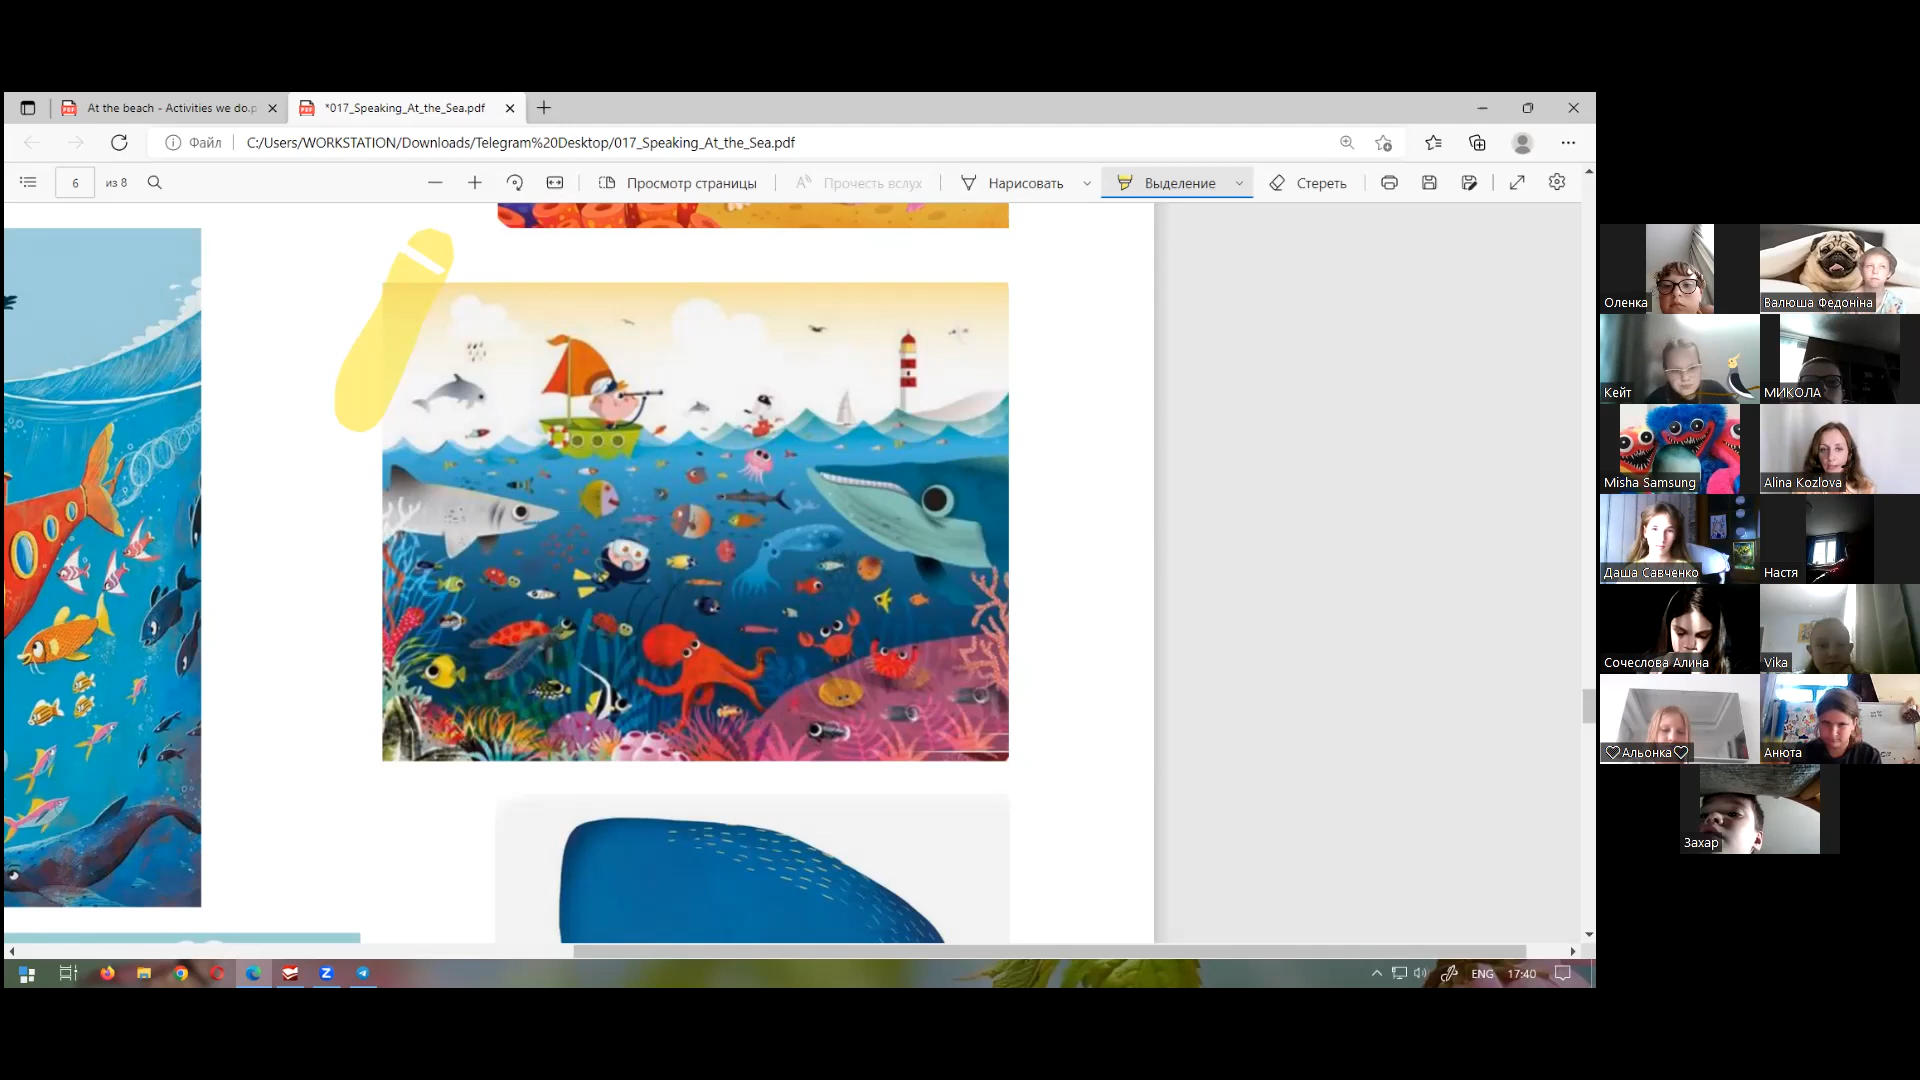 At the beach - Activities we do.p
*017_Speaking_At_the_Sea.pdf
Файл
C:/Users/WORKSTATION/Downloads/Telegram%20Desktop/017_Speaking_At_the_Sea.pdf
6 из 8
Просмотр страницы
Прочесть вслух
Нарисовать
Выделение
Стереть
Оленка
Валюша Федоніна
Кейт
МИКОЛА
Misha Samsung
Alina Kozlova
Даша Савченко
Настя
Сочеслова Алина
Vika
♡Альонка♡
Анюта
Захар
ENG 17:40